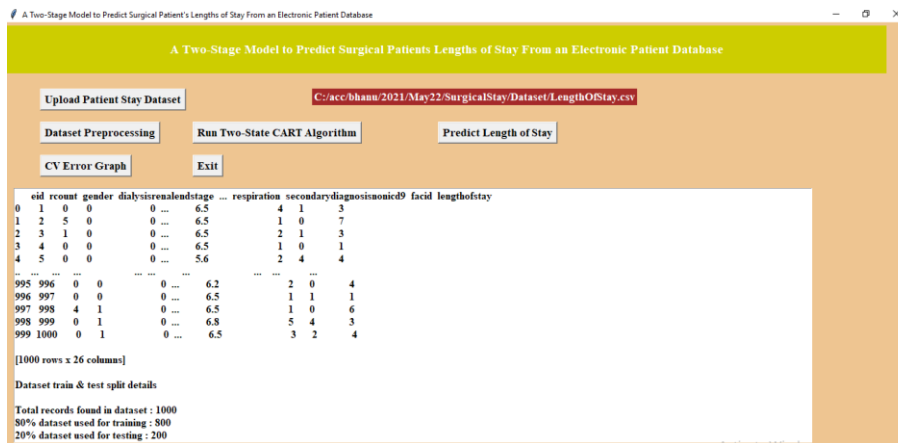 A Two-Stage Model to Predict Surgical Patient's Lengths of Stay From an Electronic Patient Database
A Two-Stage Model to Predict Surgical Patients Lengths of Stay From an Electronic Patient Database
Upload Patient Stay Dataset C:/acc/bhanu/2021/May22/SurgicalStay/Dataset/LengthOfStay.csv
Dataset Preprocessing Run Two-State CART Algorithm Predict Length of Stay
CV Error Graph Exit
eid rcount gender dialysisrenalendstage ... respiration secondarydiagnosisnonicd9 facid lengthofstay
0 1 0 0 0 ... 6.5 4 1 3
1 2 5 0 0 ... 6.5 1 0 7
2 3 1 0 0 ... 6.5 2 1 3
3 4 0 0 0 ... 6.5 1 0 1
4 5 0 0 0 ... 5.6 2 4 4
.. ... ... ... ... ... ... ... ... ...
995 996 0 0 0 ... 6.2 2 0 4
996 997 0 0 0 ... 6.5 1 1 1
997 998 4 1 0 ... 6.5 1 0 6
998 999 0 1 0 ... 6.8 5 4 3
999 1000 0 1 0 ... 6.5 3 2 4
[1000 rows x 26 columns]
Dataset train & test split details
Total records found in dataset : 1000
80% dataset used for training : 800
20% dataset used for testing : 200